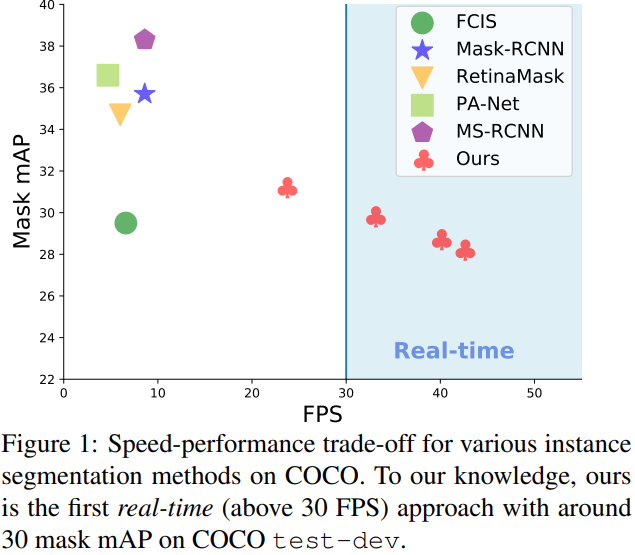 40
38
36
34
32
30
28
26
24
22
Mask mAP
0
10
20
30
40
50
FPS
FCIS
Mask-RCNN
RetinaMask
PA-Net
MS-RCNN
Ours
Real-time
Figure 1: Speed-performance trade-off for various instance
segmentation methods on COCO. To our knowledge, ours
is the first real-time (above 30 FPS) approach with around
30 mask mAP on COCO test-dev.